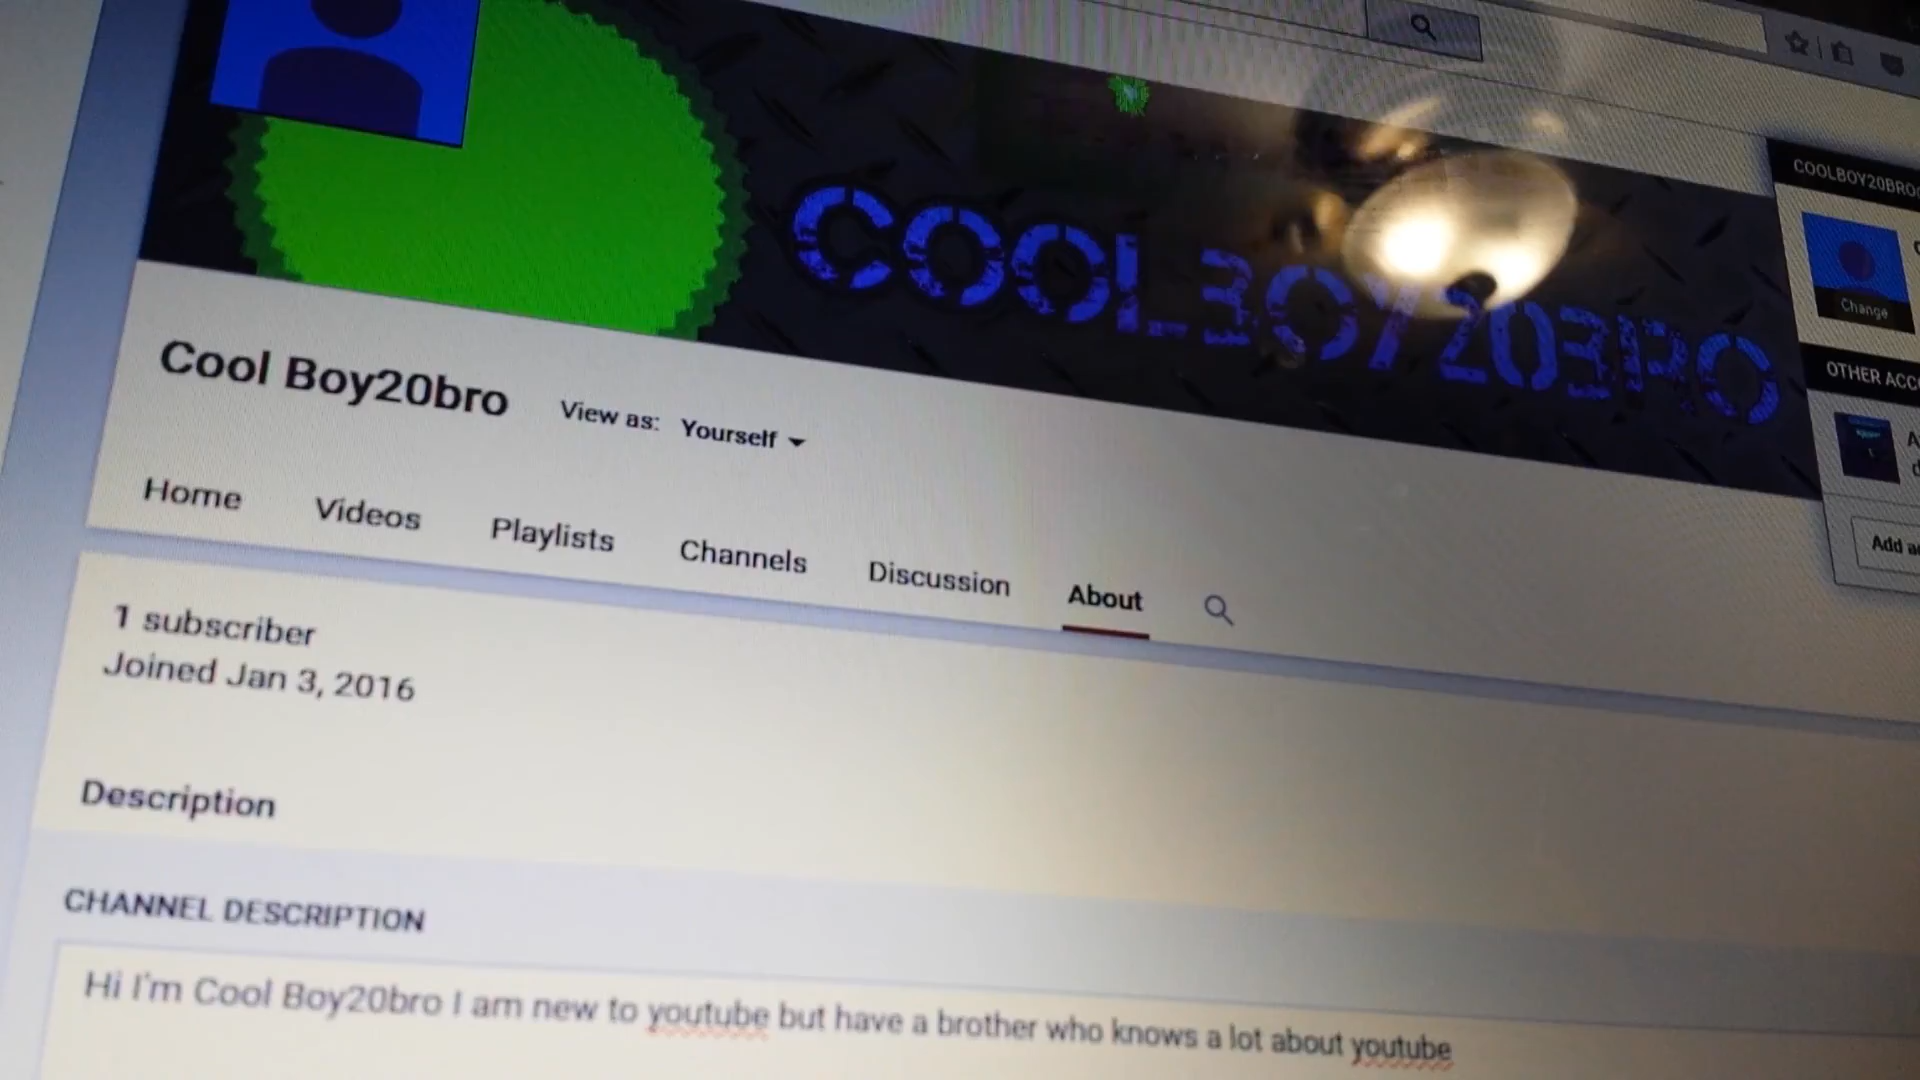 COOLBOY20BRO
COOLBOY20BRO
Change
OTHER ACC
Add a
Cool Boy20bro
View as: Yourself
Home Videos Playlists Channels Discussion About
1 subscriber
Joined Jan 3, 2016
Description
CHANNEL DESCRIPTION
Hi I'm Cool Boy20bro I am new to youtube but have a brother who knows a lot about youtube